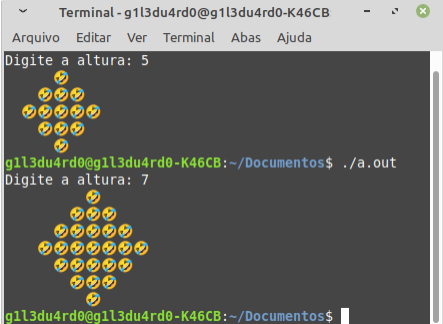 Terminal - g1l3du4rd0@g1l3du4rd0-K46CB
Arquivo Editar Ver Terminal Abas Ajuda
Digite a altura: 5
🤣
🤣🤣🤣
🤣🤣🤣🤣🤣
🤣🤣🤣
🤣
g1l3du4rd0@g1l3du4rd0-K46CB:~/Documentos$ ./a.out
Digite a altura: 7
🤣
🤣🤣🤣
🤣🤣🤣🤣🤣
🤣🤣🤣🤣🤣🤣🤣
🤣🤣🤣🤣🤣
🤣🤣🤣
🤣
g1l3du4rd0@g1l3du4rd0-K46CB:~/Documentos$